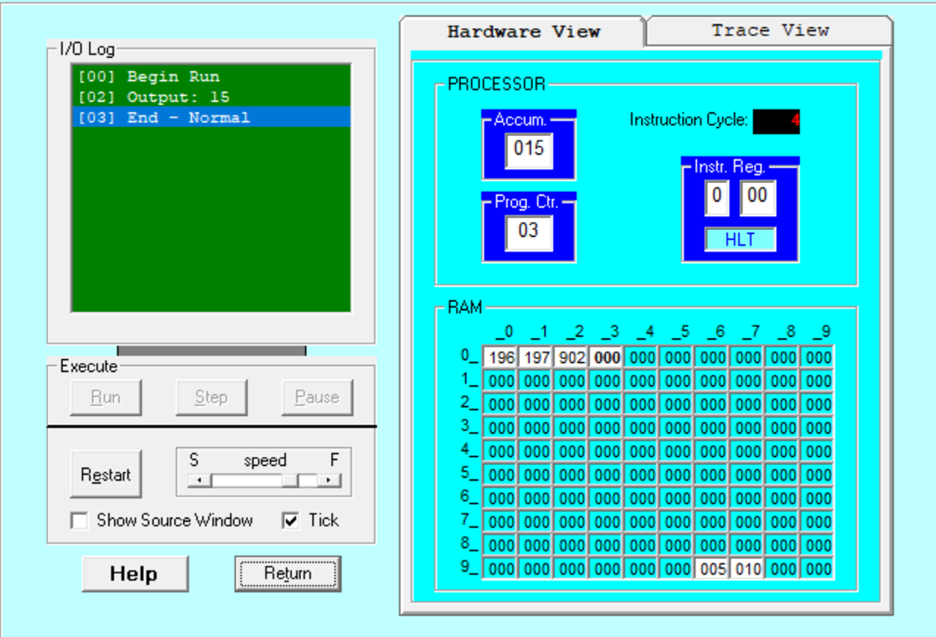 I/O Log
[00] Begin Run
[02] Output: 15
[03] End - Normal
Execute
Run Step Pause
Restart
S speed F
Show Source Window Tick
Help Return
Hardware View Trace View
PROCESSOR
Accum.
015
Instruction Cycle: 4
Prog. Ctr.
03
Instr. Reg.
0 00
HLT
RAM
_0 _1 _2 _3 _4 _5 _6 _7 _8 _9
0_ 196 197 902 000 000 000 000 000 000 000
1_ 000 000 000 000 000 000 000 000 000 000
2_ 000 000 000 000 000 000 000 000 000 000
3_ 000 000 000 000 000 000 000 000 000 000
4_ 000 000 000 000 000 000 000 000 000 000
5_ 000 000 000 000 000 000 000 000 000 000
6_ 000 000 000 000 000 000 000 000 000 000
7_ 000 000 000 000 000 000 000 000 000 000
8_ 000 000 000 000 000 000 000 000 000 000
9_ 000 000 000 000 000 000 005 010 000 000